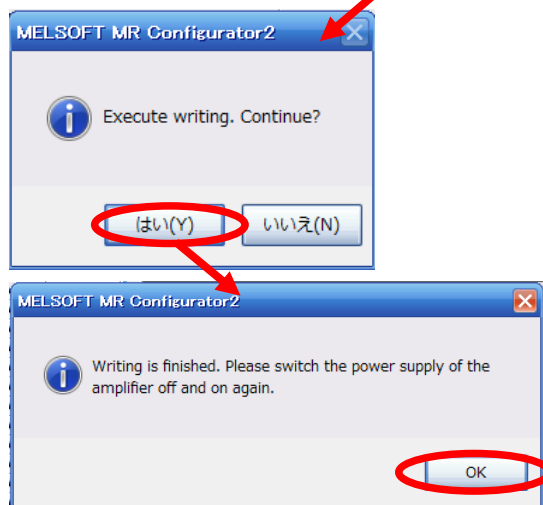 MELSOFT MR Configurator2
Execute writing. Continue?
はい(Y)
いいえ(N)
MELSOFT MR Configurator2
Writing is finished. Please switch the power supply of the
amplifier off and on again.
OK